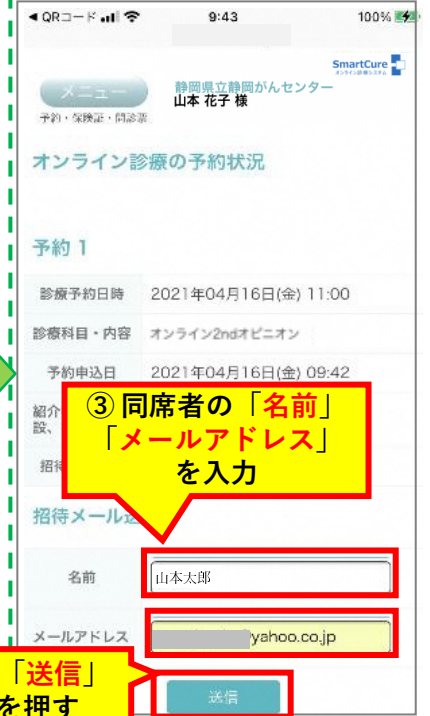 ◀ QRコード 9:43 100%
SmartCure
オンライン診療システム
メニュー
静岡県立静岡がんセンター
山本 花子 様
予約・保険証・問診票
オンライン診療の予約状況
予約 1
診療予約日時 2021年04月16日(金) 11:00
診療科目・内容 オンライン2ndオピニオン
予約申込日 2021年04月16日(金) 09:42
③ 同席者の「名前」
「メールアドレス」
を入力
紹介
設、
招待
招待メール送
名前 山本太郎
メールアドレス yahoo.co.jp
「送信」
を押す
送信